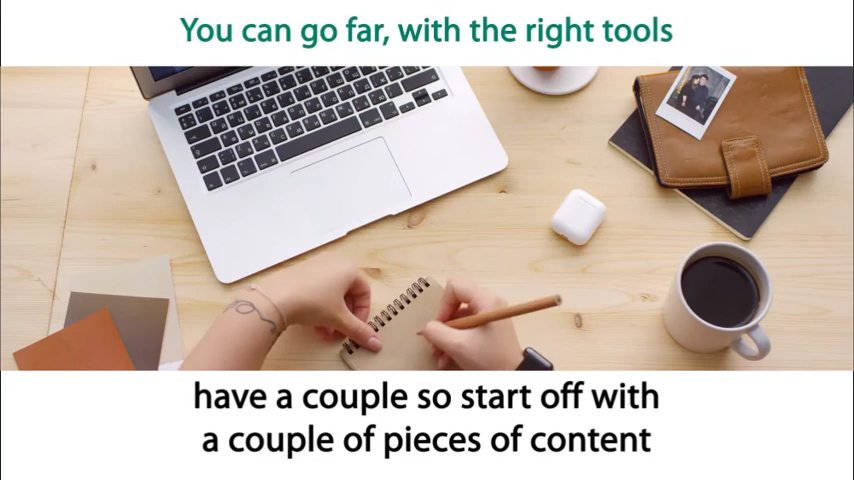 You can go far, with the right tools
have a couple so start off with
a couple of pieces of content